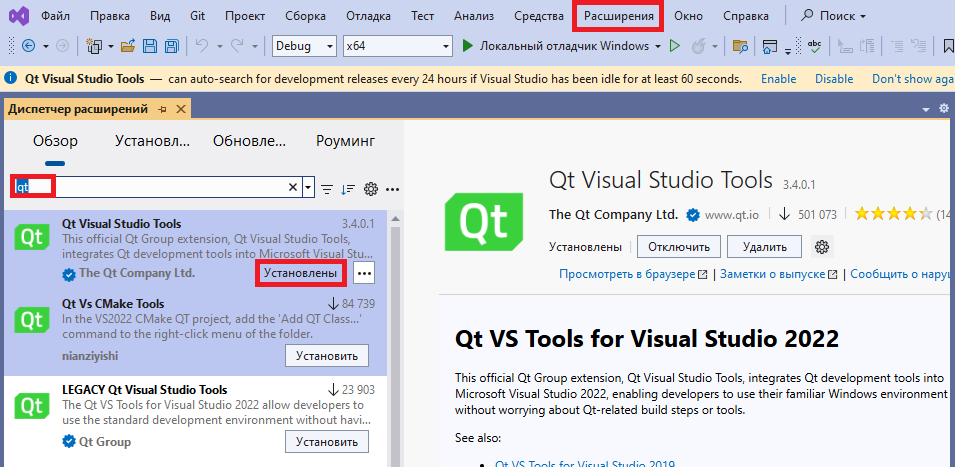 Файл Правка Вид Git Проект Сборка Отладка Тест Анализ Средства Расширения Окно Справка Поиск
Debug x64 Локальный отладчик Windows abc
Qt Visual Studio Tools — can auto-search for development releases every 24 hours if Visual Studio has been idle for at least 60 seconds. Enable Disable Don't show aga
Диспетчер расширений
Обзор Установл... Обновле... Роуминг
qt
Qt Visual Studio Tools 3.4.0.1
This official Qt Group extension, Qt Visual Studio Tools,
integrates Qt development tools into Microsoft Visual Stu...
The Qt Company Ltd. Установлены ...
Qt
Qt Vs CMake Tools 84 739
In the VS2022 CMake QT project, add the 'Add QT Class...'
command to the right-click menu of the folder.
nianziyishi Установить
Qt
LEGACY Qt Visual Studio Tools 23 903
The Qt VS Tools for Visual Studio 2022 allow developers to
use the standard development environment without havi...
Qt Group Установить
Qt
Qt
Qt Visual Studio Tools 3.4.0.1
The Qt Company Ltd. www.qt.io 501 073 (14
Установлены Отключить Удалить
Просмотреть в браузере | Заметки о выпуске | Сообщить о наруш
Qt VS Tools for Visual Studio 2022
This official Qt Group extension, Qt Visual Studio Tools, integrates Qt development tools into
Microsoft Visual Studio 2022, enabling developers to use their familiar Windows environment
without worrying about Qt-related build steps or tools.
See also:
• Qt VS Tools for Visual Studio 2019